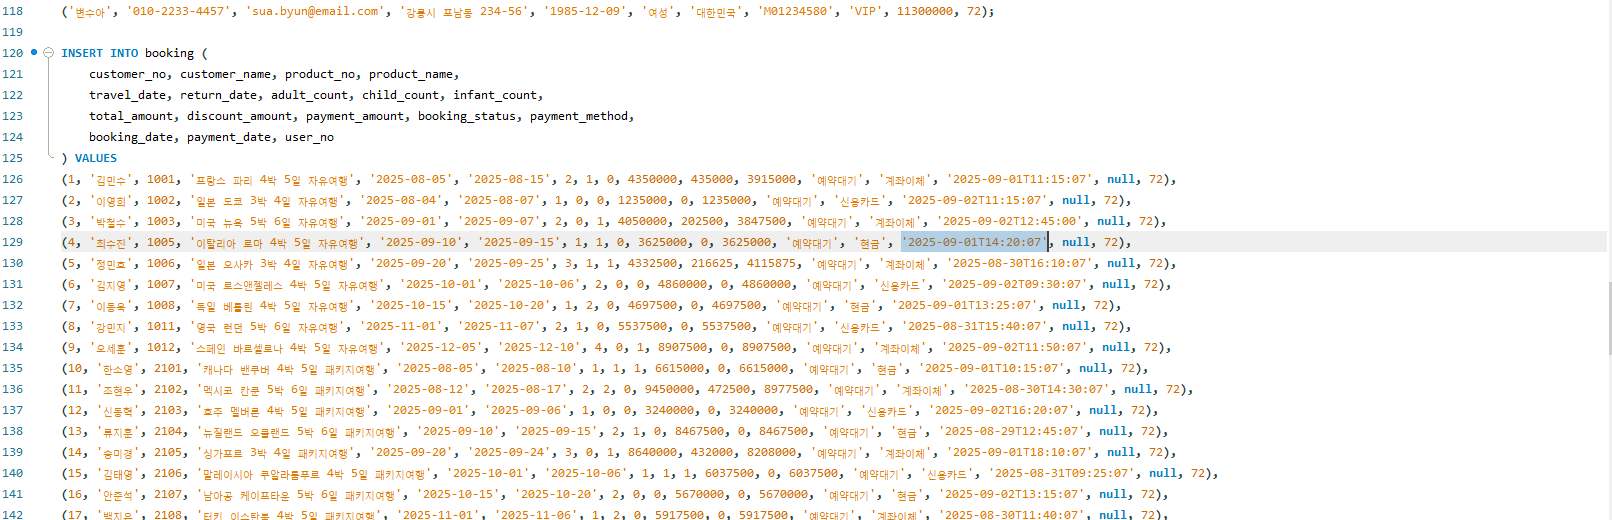 118 ('변수아', '010-2233-4457', 'sua.byun@email.com', '강릉시 포남동 234-56', '1985-12-09', '여성', '대한민국', 'M01234580', 'VIP', 11300000, 72);
119
120 INSERT INTO booking (
121 customer_no, customer_name, product_no, product_name,
122 travel_date, return_date, adult_count, child_count, infant_count,
123 total_amount, discount_amount, payment_amount, booking_status, payment_method,
124 booking_date, payment_date, user_no
125 ) VALUES
126 (1, '김민수', 1001, '프랑스 파리 4박 5일 자유여행', '2025-08-05', '2025-08-15', 2, 1, 0, 4350000, 435000, 3915000, '예약대기', '계좌이체', '2025-09-01T11:15:07', null, 72),
127 (2, '이영희', 1002, '일본 도쿄 3박 4일 자유여행', '2025-08-04', '2025-08-07', 1, 0, 0, 1235000, 0, 1235000, '예약대기', '신용카드', '2025-09-02T11:15:07', null, 72),
128 (3, '박철수', 1003, '미국 뉴욕 5박 6일 자유여행', '2025-09-01', '2025-09-07', 2, 0, 1, 4050000, 202500, 3847500, '예약대기', '계좌이체', '2025-09-02T12:45:00', null, 72),
129 (4, '최수진', 1005, '이탈리아 로마 4박 5일 자유여행', '2025-09-10', '2025-09-15', 1, 1, 0, 3625000, 0, 3625000, '예약대기', '현금', '2025-09-01T14:20:07', null, 72),
130 (5, '정민호', 1006, '일본 오사카 3박 4일 자유여행', '2025-09-20', '2025-09-25', 3, 1, 1, 4332500, 216625, 4115875, '예약대기', '계좌이체', '2025-08-30T16:10:07', null, 72),
131 (6, '김지영', 1007, '미국 로스앤젤레스 4박 5일 자유여행', '2025-10-01', '2025-10-06', 2, 0, 0, 4860000, 0, 4860000, '예약대기', '신용카드', '2025-09-02T09:30:07', null, 72),
132 (7, '이동욱', 1008, '독일 베를린 4박 5일 자유여행', '2025-10-15', '2025-10-20', 1, 2, 0, 4697500, 0, 4697500, '예약대기', '현금', '2025-09-01T13:25:07', null, 72),
133 (8, '강민지', 1011, '영국 런던 5박 6일 자유여행', '2025-11-01', '2025-11-07', 2, 1, 0, 5537500, 0, 5537500, '예약대기', '신용카드', '2025-08-31T15:40:07', null, 72),
134 (9, '오세훈', 1012, '스페인 바르셀로나 4박 5일 자유여행', '2025-12-05', '2025-12-10', 4, 0, 1, 8907500, 0, 8907500, '예약대기', '계좌이체', '2025-09-02T11:50:07', null, 72),
135 (10, '한소영', 2101, '캐나다 밴쿠버 4박 5일 패키지여행', '2025-08-05', '2025-08-10', 1, 1, 1, 6615000, 0, 6615000, '예약대기', '현금', '2025-09-01T10:15:07', null, 72),
136 (11, '조현우', 2102, '멕시코 칸쿤 5박 6일 패키지여행', '2025-08-12', '2025-08-17', 2, 2, 0, 9450000, 472500, 8977500, '예약대기', '계좌이체', '2025-08-30T14:30:07', null, 72),
137 (12, '신동혁', 2103, '호주 멜버른 4박 5일 패키지여행', '2025-09-01', '2025-09-06', 1, 0, 0, 3240000, 0, 3240000, '예약대기', '신용카드', '2025-09-02T16:20:07', null, 72),
138 (13, '류지훈', 2104, '뉴질랜드 오클랜드 5박 6일 패키지여행', '2025-09-10', '2025-09-15', 2, 1, 0, 8467500, 0, 8467500, '예약대기', '현금', '2025-08-29T12:45:07', null, 72),
139 (14, '송미경', 2105, '싱가포르 3박 4일 패키지여행', '2025-09-20', '2025-09-24', 3, 0, 1, 8640000, 432000, 8208000, '예약대기', '계좌이체', '2025-09-01T18:10:07', null, 72),
140 (15, '김태영', 2106, '말레이시아 쿠알라룸푸르 4박 5일 패키지여행', '2025-10-01', '2025-10-06', 1, 1, 1, 6037500, 0, 6037500, '예약대기', '신용카드', '2025-08-31T09:25:07', null, 72),
141 (16, '안준석', 2107, '남아공 케이프타운 5박 6일 패키지여행', '2025-10-15', '2025-10-20', 2, 0, 0, 5670000, 0, 5670000, '예약대기', '현금', '2025-09-02T13:15:07', null, 72),
142 (17, '백지은', 2108, '터키 이스탄불 4박 5일 패키지여행', '2025-11-01', '2025-11-06', 1, 2, 0, 5917500, 0, 5917500, '예약대기', '계좌이체', '2025-08-30T11:40:07', null, 72),